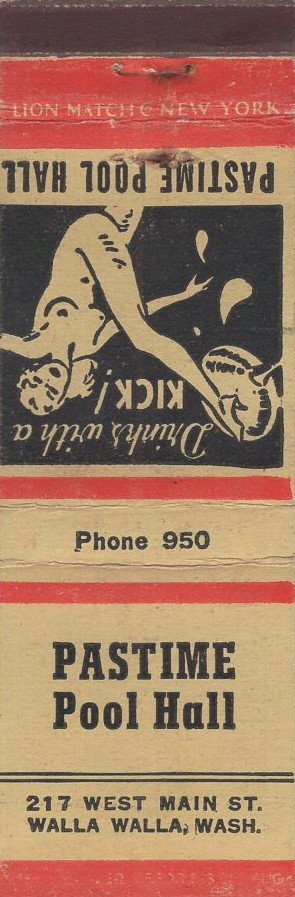 LION MATCH C NEW YORK
PASTIME POOL HALL
Drinks with a
KICK!
Phone 950
PASTIME
Pool Hall
217 WEST MAIN ST.
WALLA WALLA, WASH.